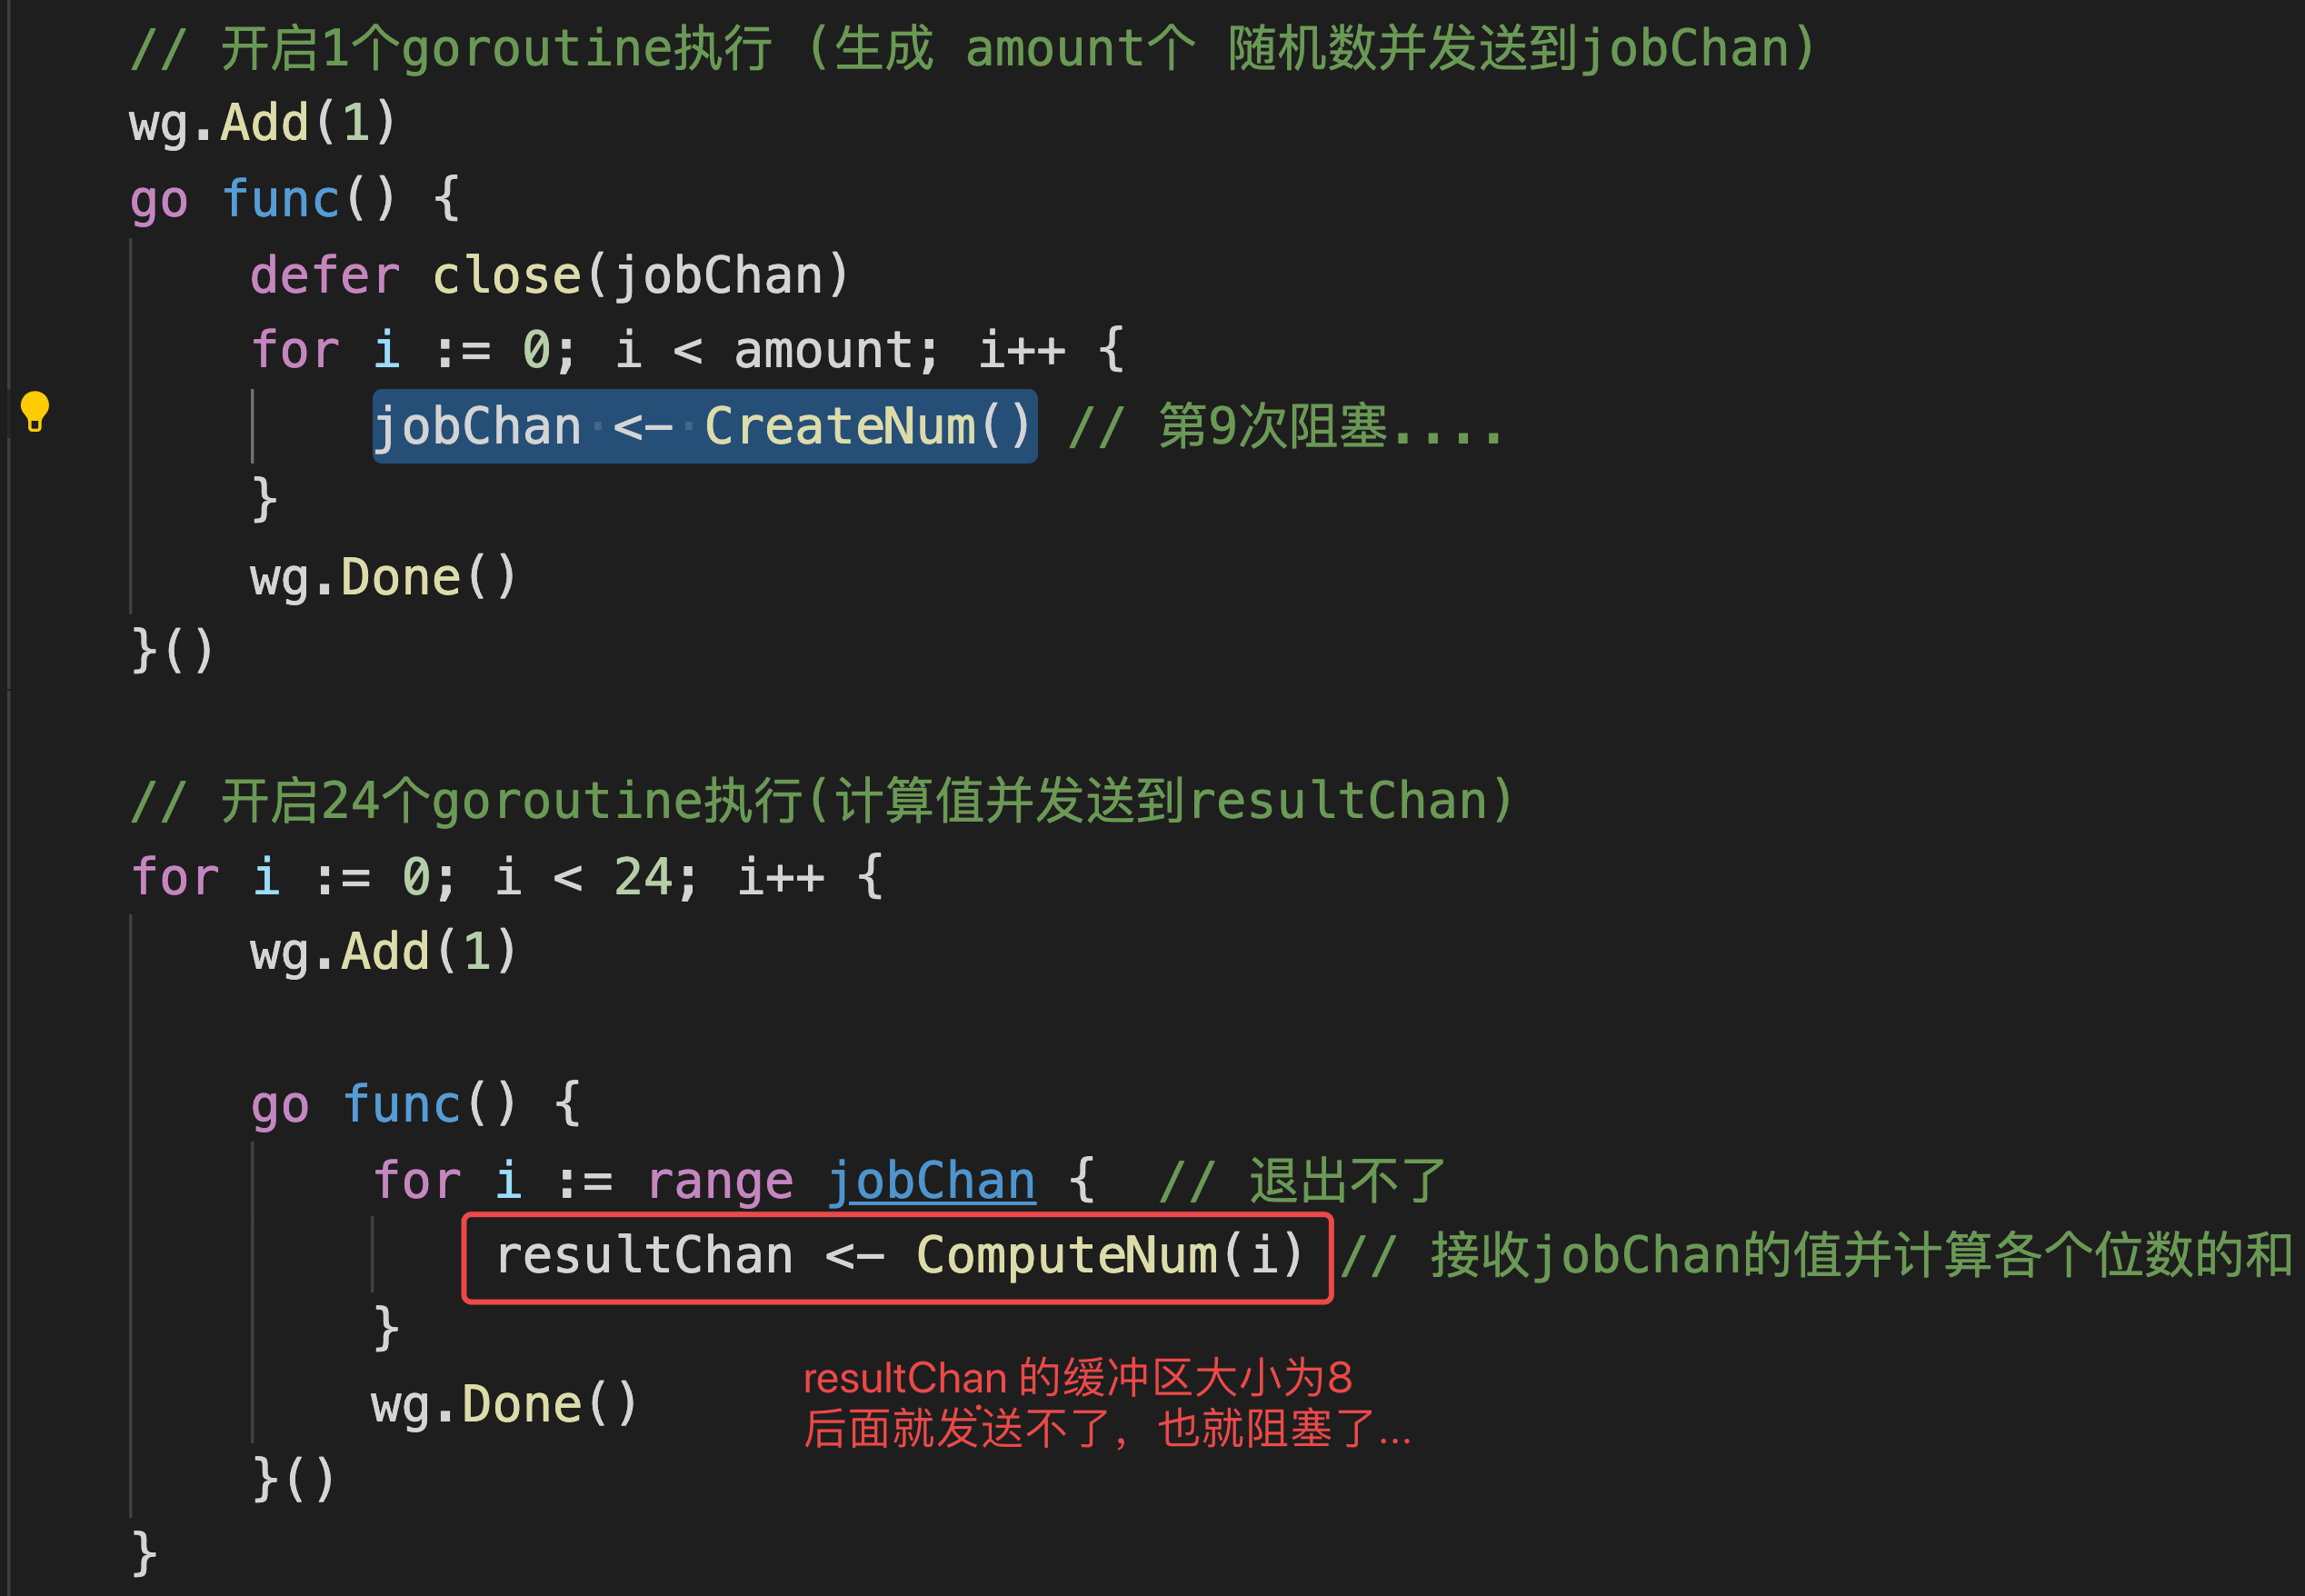 // 开启1个goroutine执行 (生成 amount个 随机数并发送到jobChan)
wg.Add(1)
go func() {
defer close(jobChan)
for i := 0; i < amount; i++ {
jobChan <- CreateNum() // 第9次阻塞....
}
wg.Done()
}()
// 开启24个goroutine执行(计算值并发送到resultChan)
for i := 0; i < 24; i++ {
wg.Add(1)
go func() {
for i := range jobChan { // 退出不了
resultChan <- ComputeNum(i) // 接收jobChan的值并计算各个位数的和
}
resultChan 的缓冲区大小为8
wg.Done()
后面就发送不了，也就阻塞了...
}()
}